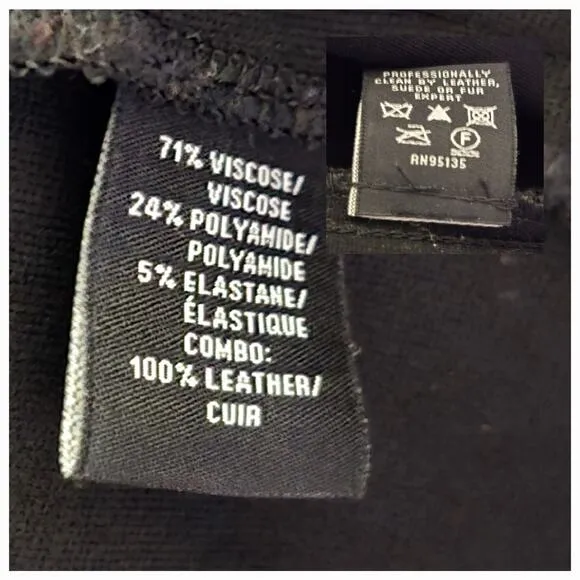 71% VISCOSE/
VISCOSE
24% POLYAMIDE/
POLYAMIDE
5% ELASTANE/
ÉLASTIQUE
COMBO:
100% LEATHER/
CUIR
PROFESSIONALLY
CLEAN BY LEATHER,
SUEDE OR FUR
EXPERT
F
RN95135